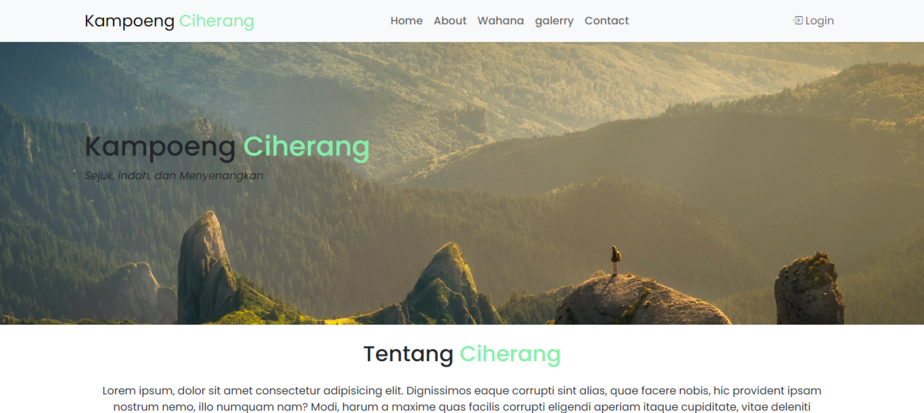 Kampoeng Ciherang
Home About Wahana galerry Contact
Login
Kampoeng Ciherang
Sejuk, Indah, dan Menyenangkan
Tentang Ciherang
Lorem ipsum, dolor sit amet consectetur adipisicing elit. Dignissimos eaque corrupti sint alias, quae facere nobis, hic provident ipsam
nostrum nemo, illo numquam nam? Modi, harum a maxime quas facilis corrupti eligendi aperiam itaque cupiditate, vitae deleniti